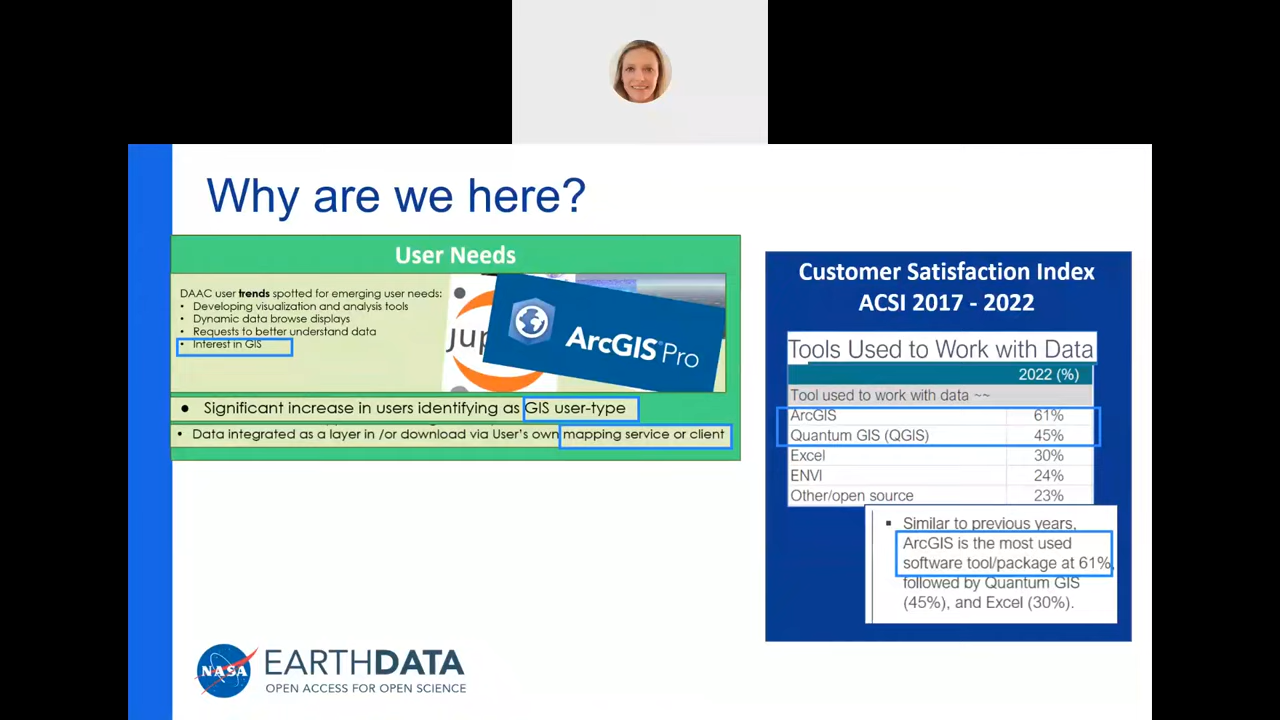 Why are we here?
User Needs
DAAC user trends spotted for emerging user needs:
• Developing visualization and analysis tools
• Dynamic data browse displays
• Requests to better understand data
• Interest in GIS
Jup
ArcGIS Pro
● Significant increase in users identifying as GIS user-type
• Data integrated as a layer in /or download via User's own mapping service or client
Customer Satisfaction Index
ACSI 2017 - 2022
Tools Used to Work with Data
2022 (%)
Tool used to work with data ~~
ArcGIS 61%
Quantum GIS (QGIS) 45%
Excel 30%
ENVI 24%
Other/open source 23%
▪ Similar to previous years,
ArcGIS is the most used
software tool/package at 61%,
followed by Quantum GIS
(45%), and Excel (30%).
NASA
EARTHDATA
OPEN ACCESS FOR OPEN SCIENCE